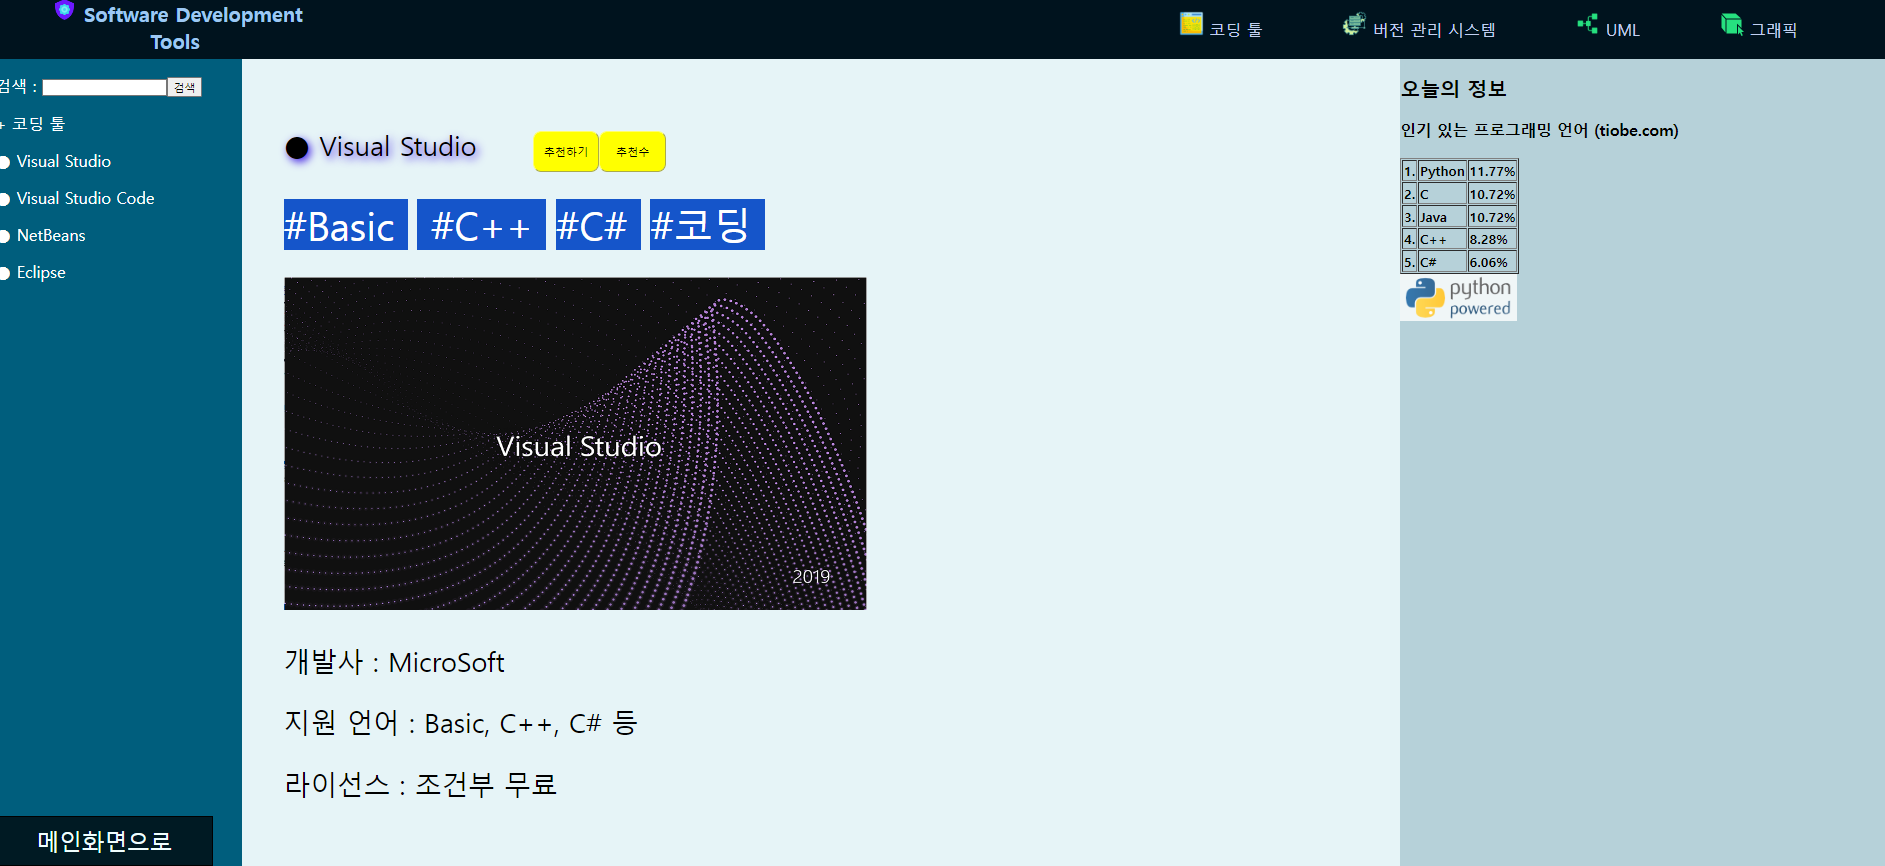 Software Development
Tools
코딩 툴
버전 관리 시스템
UML
그래픽
검색 :
검색
+ 코딩 툴
Visual Studio
Visual Studio Code
NetBeans
Eclipse
메인화면으로
● Visual Studio
추천하기
추천수
#Basic #C++ #C# #코딩
Visual Studio
2019
개발사 : MicroSoft
지원 언어 : Basic, C++, C# 등
라이선스 : 조건부 무료
오늘의 정보
인기 있는 프로그래밍 언어 (tiobe.com)
1. Python 11.77%
2. C 10.72%
3. Java 10.72%
4. C++ 8.28%
5. C# 6.06%
python
powered